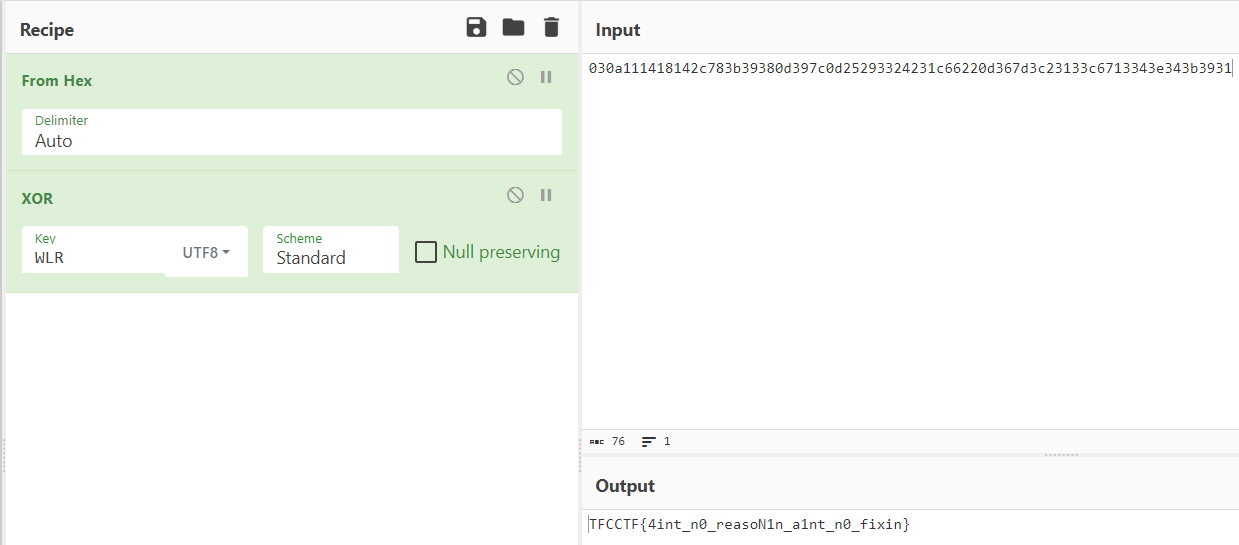 Recipe
From Hex
Delimiter
Auto
XOR
Key
WLR
UTF8
Scheme
Standard
Null preserving
Input
030a111418142c783b39380d397c0d25293324231c66220d367d3c23133c6713343e343b3931
ABC 76 1
Output
TFCCTF{4int_n0_reasoN1n_a1nt_n0_fixin}